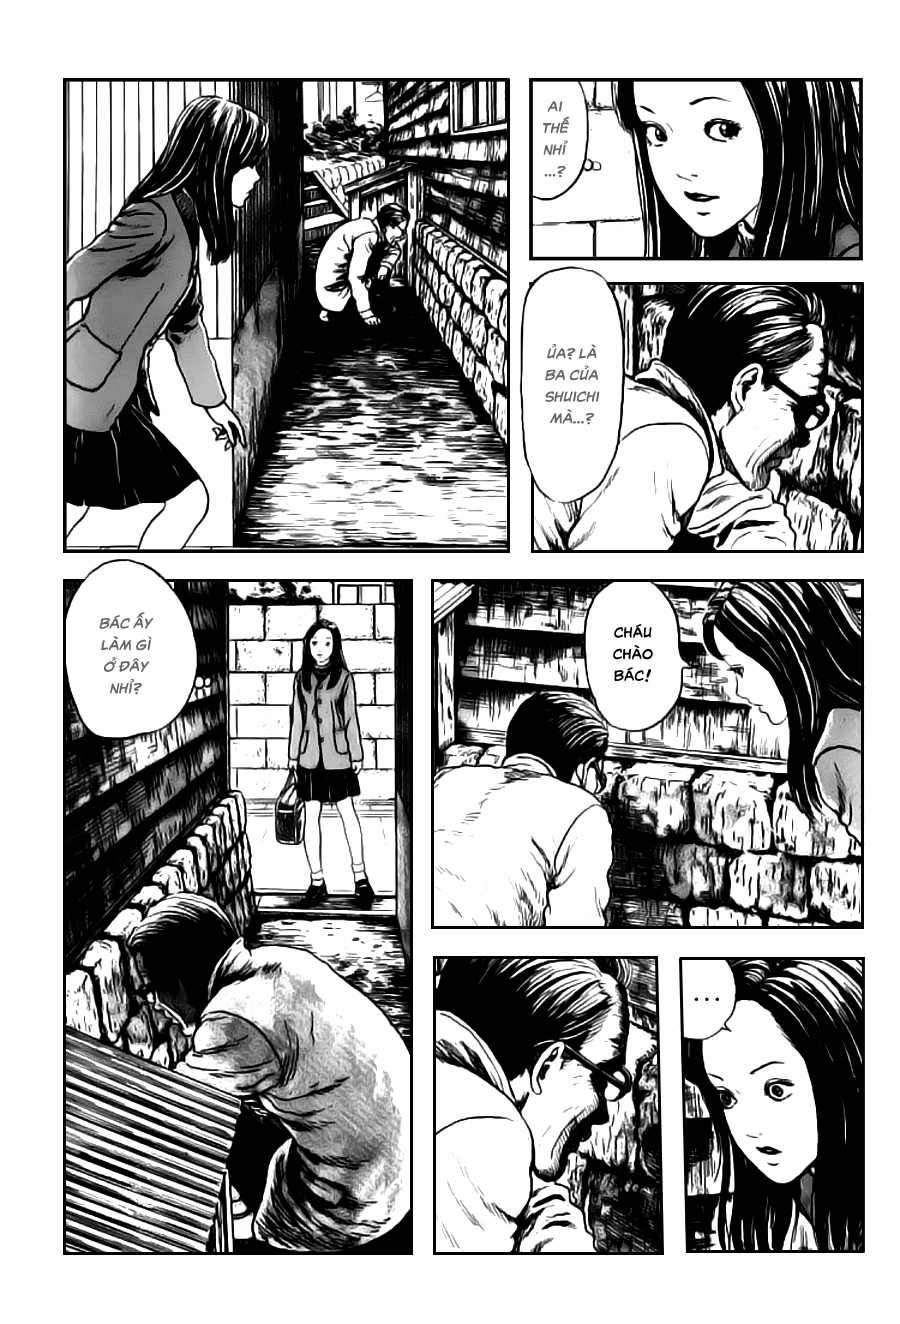 AI
THẾ
NHỈ
...?
ỦA? LÀ
BA CỦA
SHUICHI
MÀ...?
BÁC ẤY
LÀM GÌ
Ở ĐÂY
NHỈ?
CHÁU
CHÀO
BÁC!
...